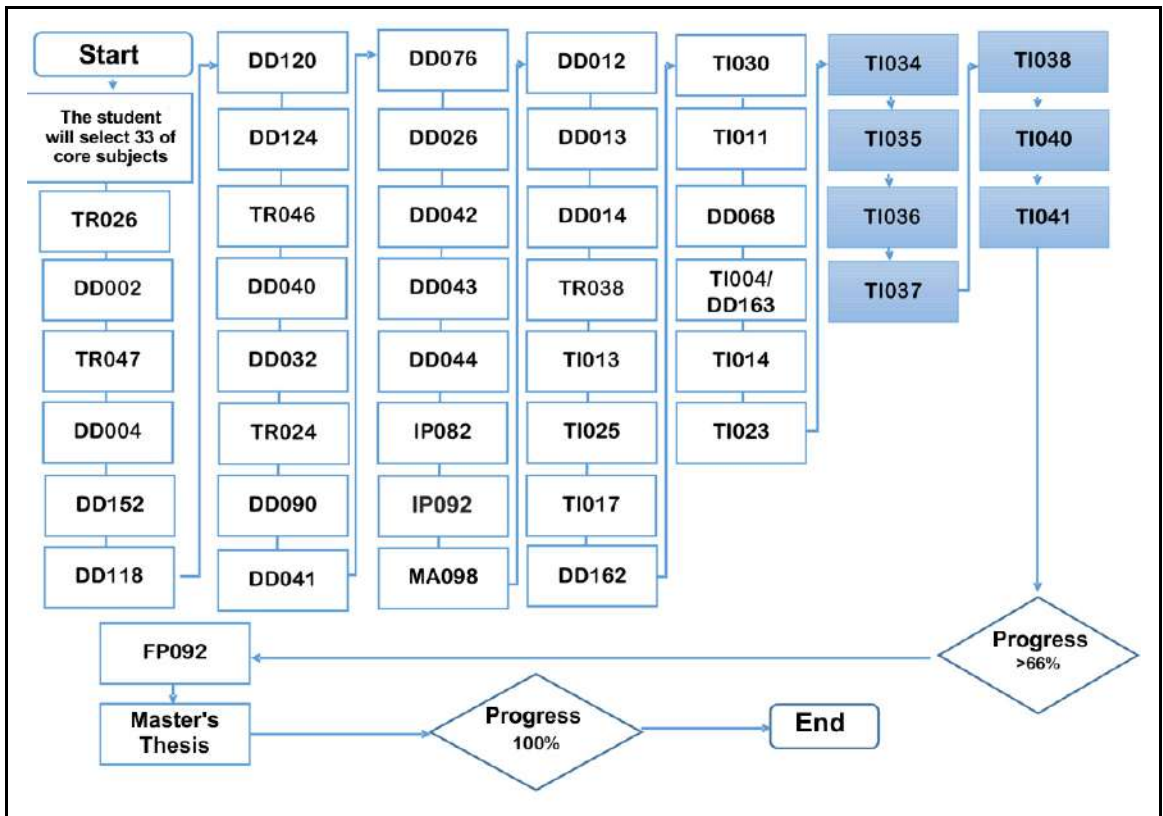 Start
The student
will select 33 of
core subjects
TR026
DD002
TR047
DD004
DD152
DD118
DD120
DD124
TR046
DD040
DD032
TR024
DD090
DD041
DD076
DD026
DD042
DD043
DD044
IP082
IP092
MA098
DD012
DD013
DD014
TR038
TI013
TI025
TI017
DD162
TI030
TI011
DD068
TI004/
DD163
TI014
TI023
TI034
TI035
TI036
TI037
TI038
TI040
TI041
Progress
>66%
FP092
Master's
Thesis
Progress
100%
End